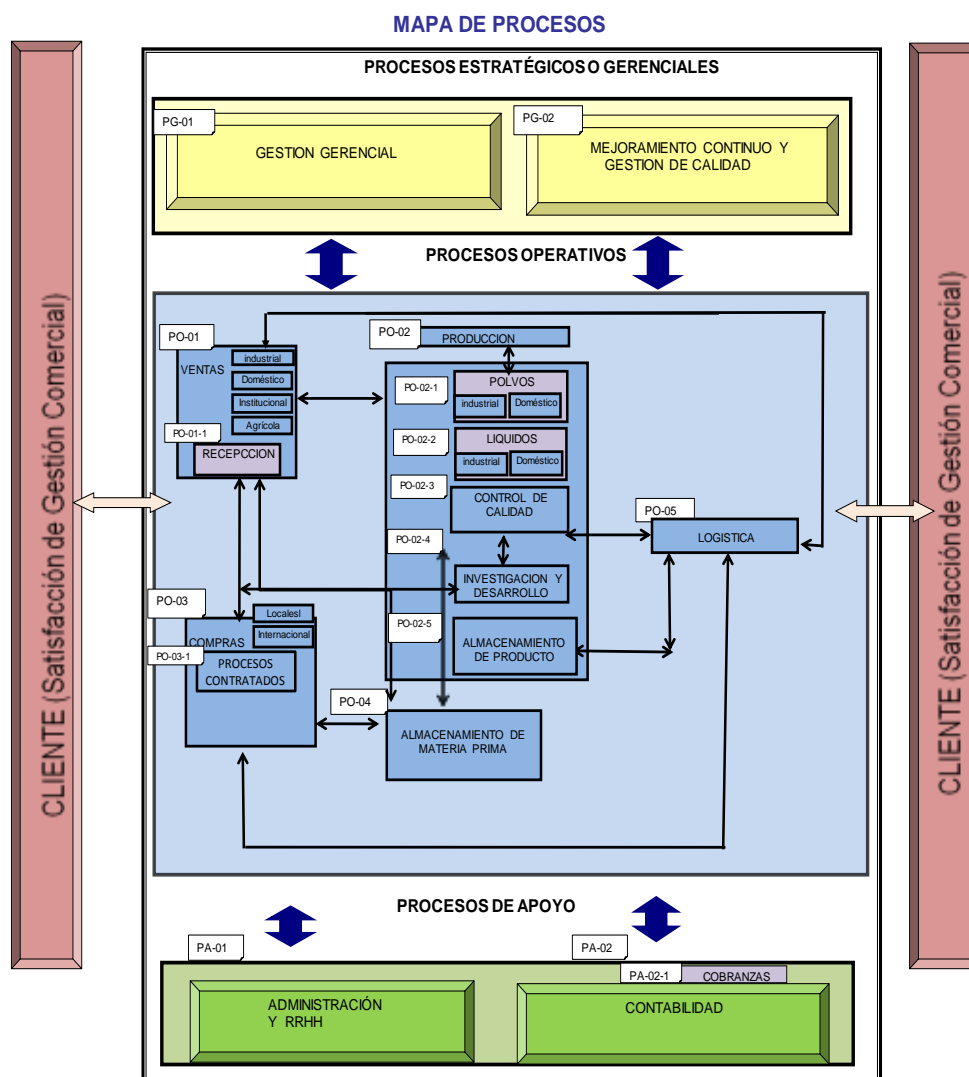 MAPA DE PROCESOS
CLIENTE (Satisfacción de Gestión Comercial)
PROCESOS ESTRATÉGICOS O GERENCIALES
PG-01
GESTION GERENCIAL
PG-02
MEJORAMIENTO CONTINUO Y
GESTION DE CALIDAD
PROCESOS OPERATIVOS
PO-01
VENTAS
industrial
Doméstico
Institucional
Agrícola
PO-01-1
RECEPCCION
PO-02
PRODUCCION
PO-02-1
POLVOS
industrial
Doméstico
PO-02-2
LIQUIDOS
industrial
Doméstico
PO-02-3
CONTROL DE
CALIDAD
PO-02-4
INVESTIGACION Y
DESARROLLO
PO-02-5
ALMACENAMIENTO
DE PRODUCTO
PO-05
LOGISTICA
PO-03
Localesl
Internacional
COMPRAS
PO-03-1
PROCESOS
CONTRATADOS
PO-04
ALMACENAMIENTO DE
MATERIA PRIMA
PROCESOS DE APOYO
PA-01
ADMINISTRACIÓN
Y RRHH
PA-02
PA-02-1
COBRANZAS
CONTABILIDAD
CLIENTE (Satisfacción de Gestión Comercial)